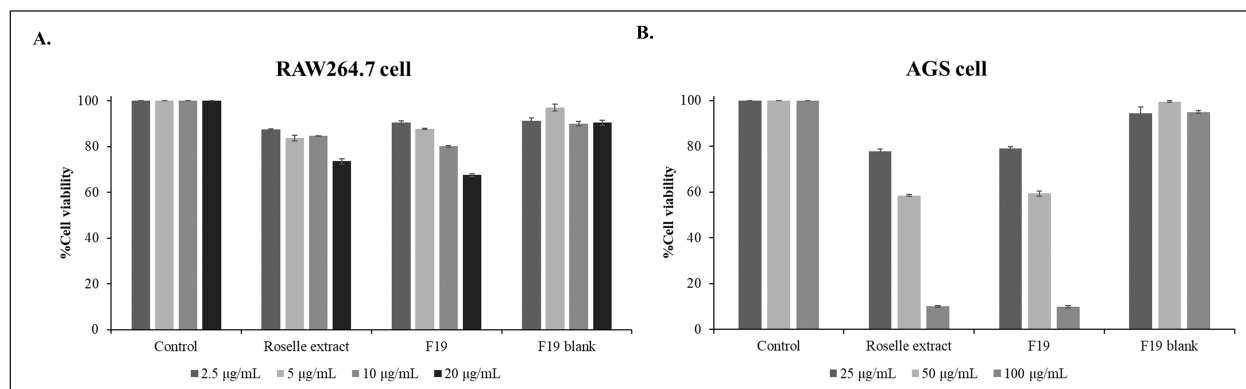 A.
RAW264.7 cell
%Cell viability
100
80
60
40
20
0
Control Roselle extract F19 F19 blank
2.5 μg/mL 5 μg/mL 10 μg/mL 20 μg/mL
B.
AGS cell
%Cell viability
100
80
60
40
20
0
Control Roselle extract F19 F19 blank
25 μg/mL 50 μg/mL 100 μg/mL